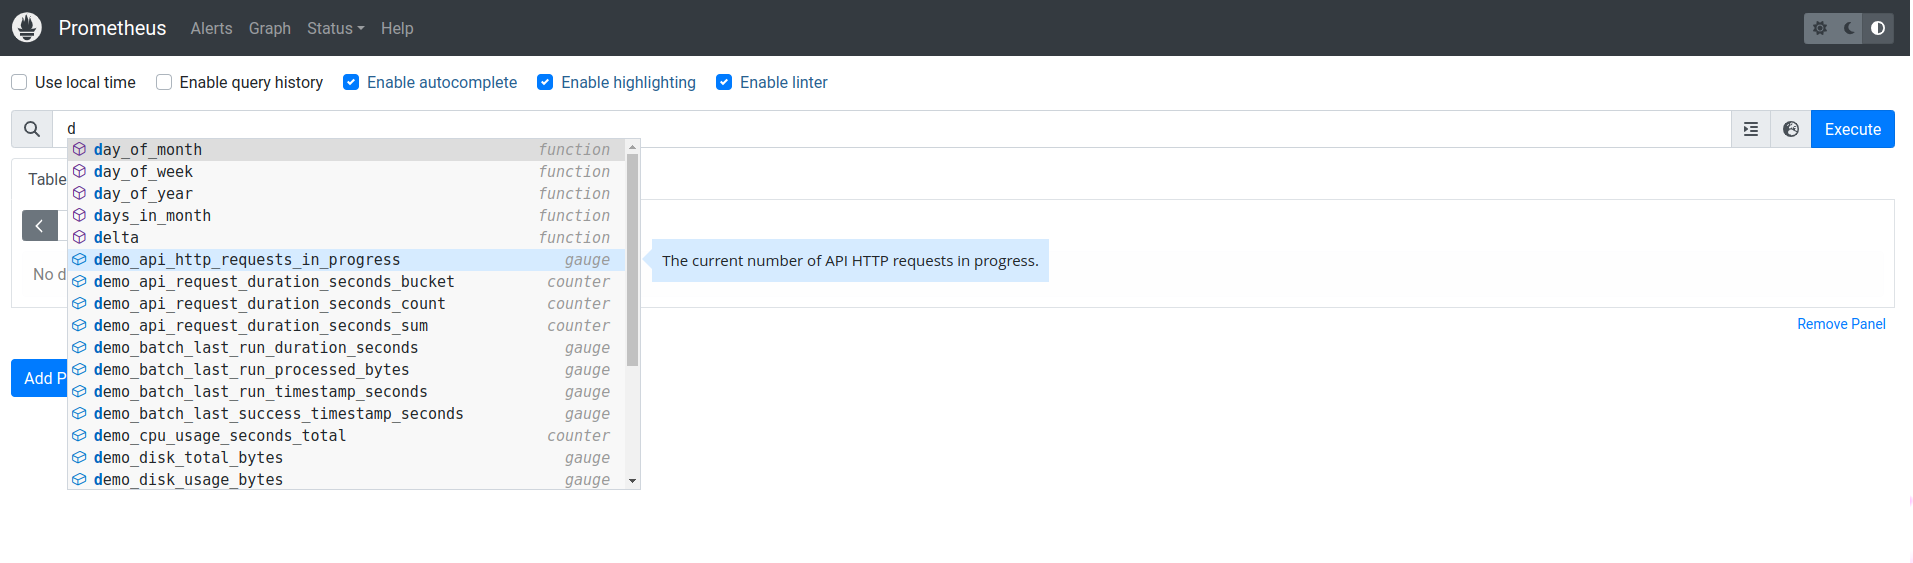 Prometheus Alerts Graph Status Help
Use local time Enable query history Enable autocomplete Enable highlighting Enable linter
d Execute
day_of_month function
day_of_week function
Table
day_of_year function
days_in_month function
delta function
demo_api_http_requests_in_progress gauge
The current number of API HTTP requests in progress.
No d
demo_api_request_duration_seconds_bucket counter
demo_api_request_duration_seconds_count counter
demo_api_request_duration_seconds_sum counter
Remove Panel
demo_batch_last_run_duration_seconds gauge
demo_batch_last_run_processed_bytes gauge
Add P
demo_batch_last_run_timestamp_seconds gauge
demo_batch_last_success_timestamp_seconds gauge
demo_cpu_usage_seconds_total counter
demo_disk_total_bytes gauge
demo_disk_usage_bytes gauge